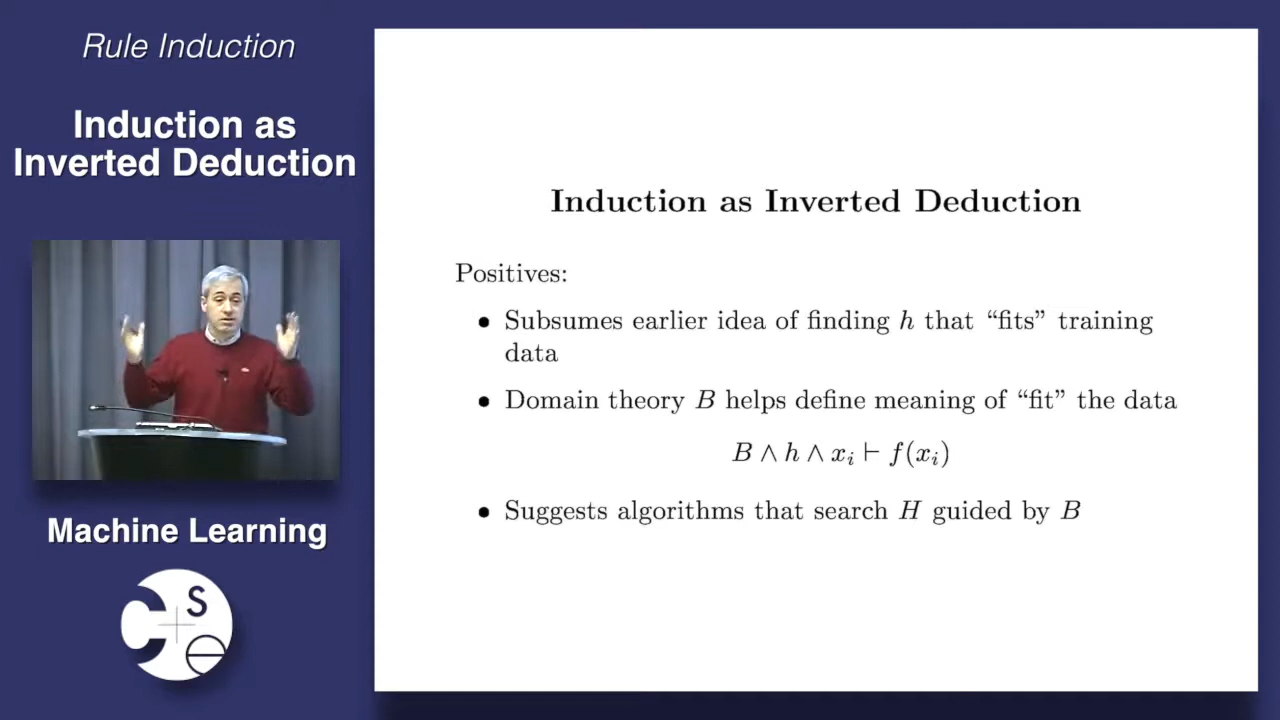 Rule Induction
Induction as
Inverted Deduction
Machine Learning
C S e
Induction as Inverted Deduction
Positives:
• Subsumes earlier idea of finding h that “fits” training
data
• Domain theory B helps define meaning of “fit” the data
B ∧ h ∧ xᵢ ⊢ f(xᵢ)
• Suggests algorithms that search H guided by B